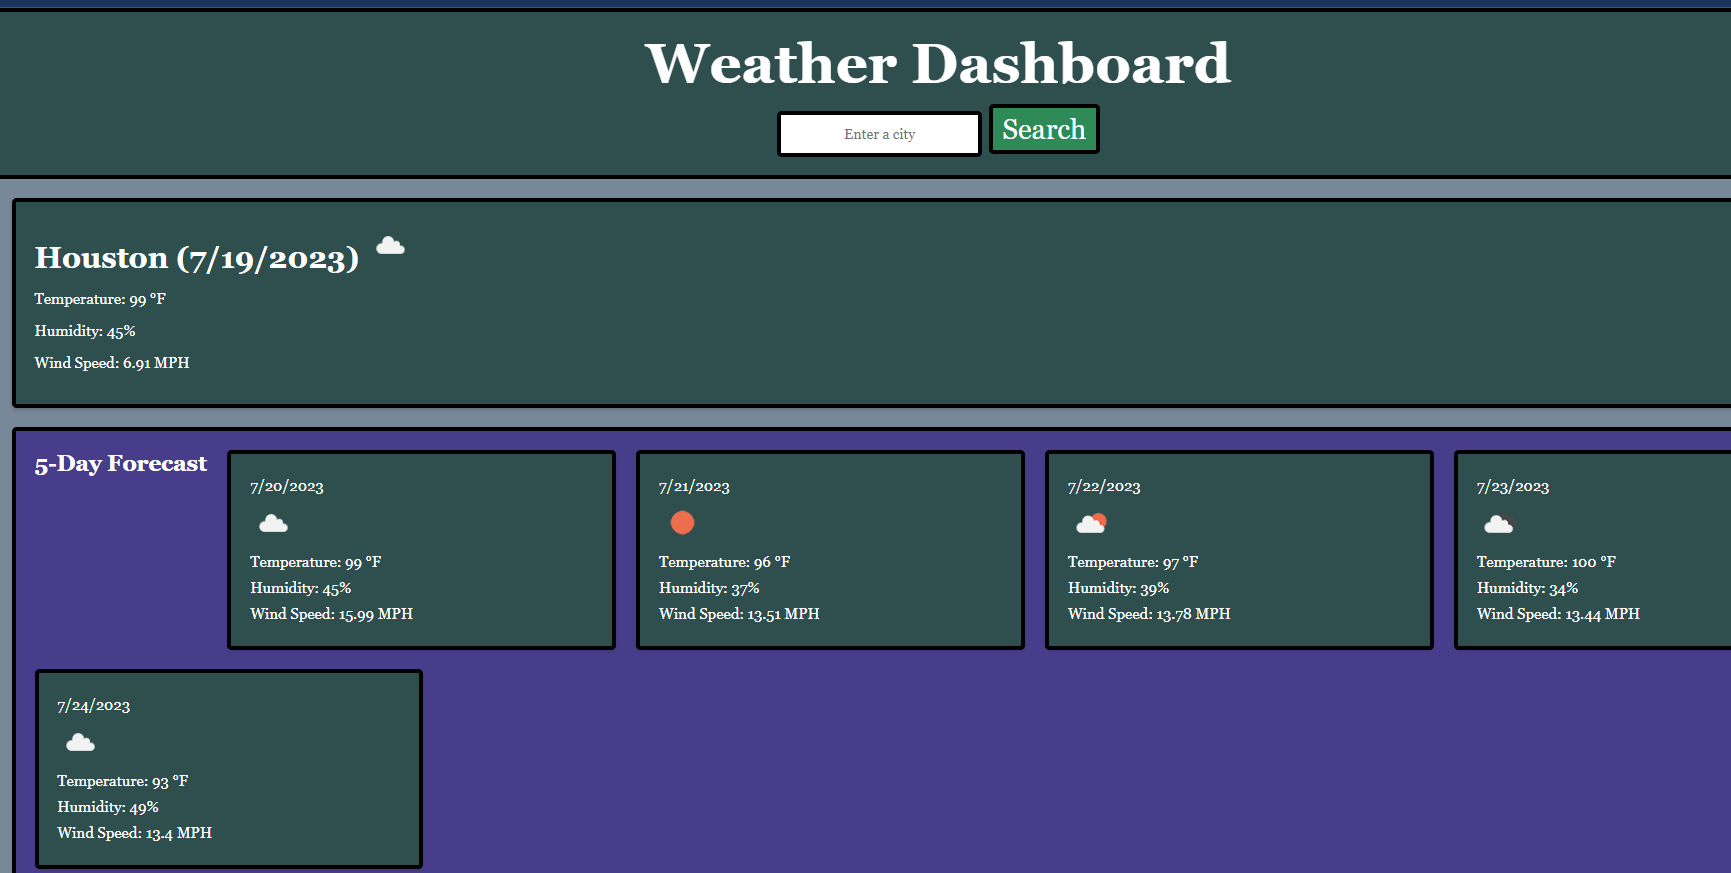 Weather Dashboard
Enter a city
Search
Houston (7/19/2023)
Temperature: 99 °F
Humidity: 45%
Wind Speed: 6.91 MPH
5-Day Forecast
7/20/2023
Temperature: 99 °F
Humidity: 45%
Wind Speed: 15.99 MPH
7/21/2023
Temperature: 96 °F
Humidity: 37%
Wind Speed: 13.51 MPH
7/22/2023
Temperature: 97 °F
Humidity: 39%
Wind Speed: 13.78 MPH
7/23/2023
Temperature: 100 °F
Humidity: 34%
Wind Speed: 13.44 MPH
7/24/2023
Temperature: 93 °F
Humidity: 49%
Wind Speed: 13.4 MPH